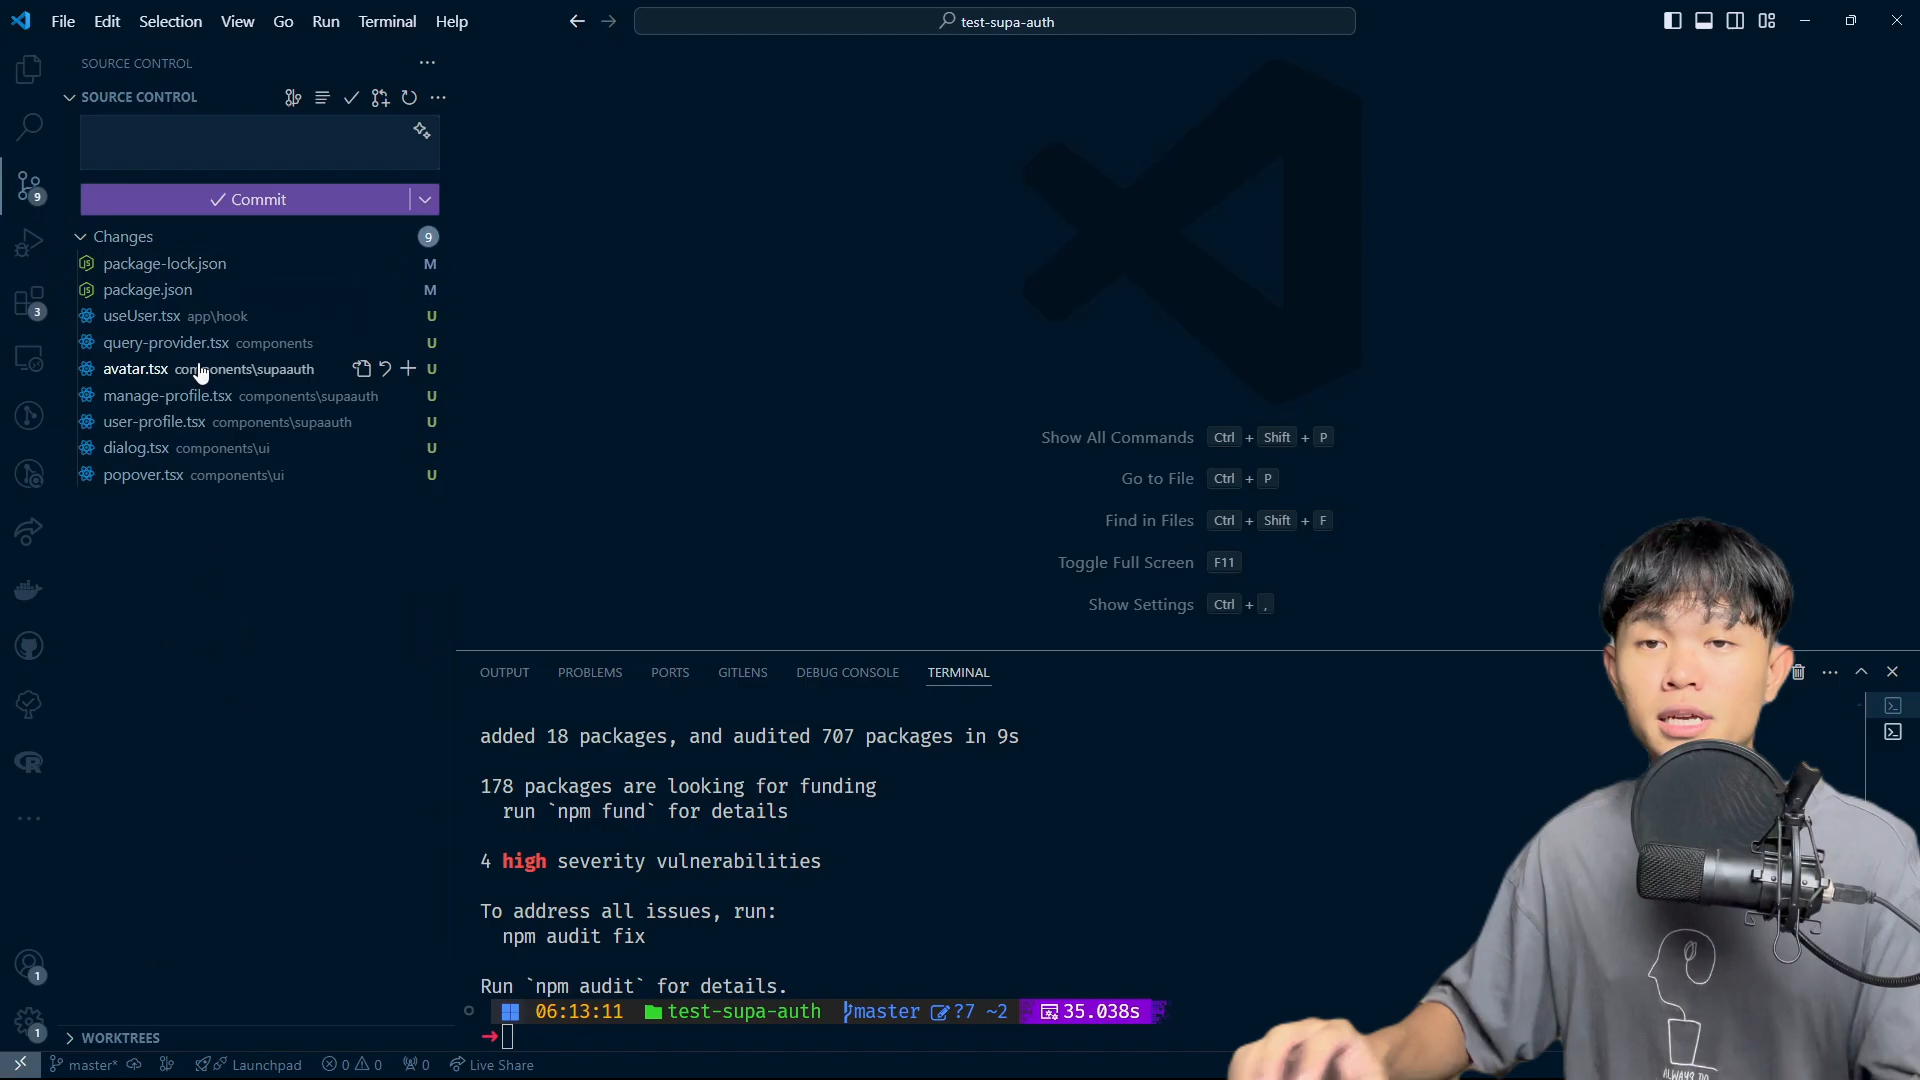 File Edit Selection View Go Run Terminal Help
test-supa-auth
SOURCE CONTROL
SOURCE CONTROL
Commit
Changes 9
package-lock.json M
package.json M
useUser.tsx app\hook U
query-provider.tsx components U
avatar.tsx components\supaauth U
manage-profile.tsx components\supaauth U
user-profile.tsx components\supaauth U
dialog.tsx components\ui U
popover.tsx components\ui U
9
3
1
1
WORKTREES
Show All Commands Ctrl + Shift + P
Go to File Ctrl + P
Find in Files Ctrl + Shift + F
Toggle Full Screen F11
Show Settings Ctrl + ,
OUTPUT PROBLEMS PORTS GITLENS DEBUG CONSOLE TERMINAL
added 18 packages, and audited 707 packages in 9s
178 packages are looking for funding
run `npm fund` for details
4 high severity vulnerabilities
To address all issues, run:
npm audit fix
Run `npm audit` for details.
06:13:11 test-supa-auth master ?7 ~2 35.038s
master* Launchpad 0 0 0 Live Share